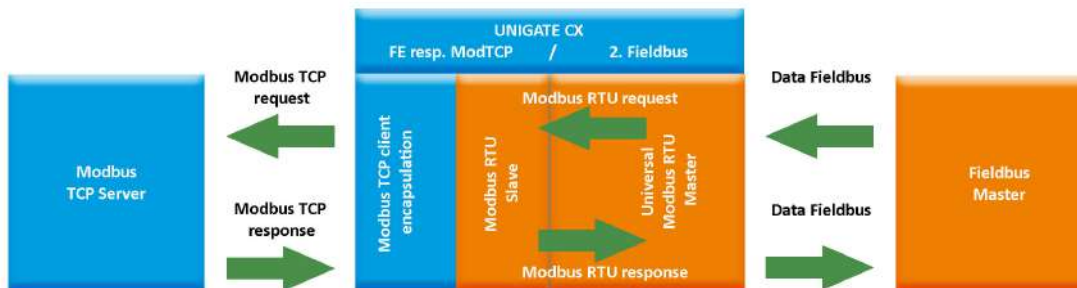 UNIGATE CX
FE resp. ModTCP / 2. Fieldbus
Modbus TCP
request
Modbus RTU request
Data Fieldbus
Modbus
TCP Server
Modbus TCP client
encapsulation
Modbus RTU
Slave
Universal
Modbus RTU
Master
Fieldbus
Master
Modbus TCP
response
Modbus RTU response
Data Fieldbus